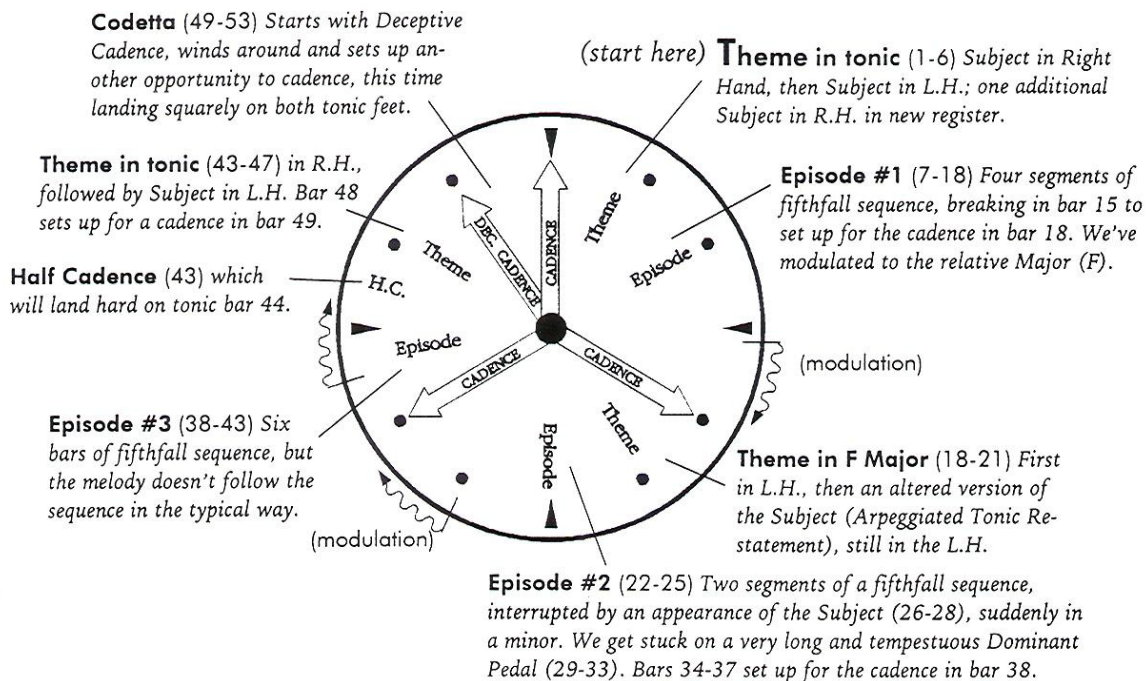 (start here) Theme in tonic (1-6) Subject in Right
Hand, then Subject in L.H.; one additional
Subject in R.H. in new register.
Episode #1 (7-18) Four segments of
fifthfall sequence, breaking in bar 15 to
set up for the cadence in bar 18. We've
modulated to the relative Major (F).
(modulation)
Theme in F Major (18-21) First
in L.H., then an altered version of
the Subject (Arpeggiated Tonic Re-
statement), still in the L.H.
Episode #2 (22-25) Two segments of a fifthfall sequence,
interrupted by an appearance of the Subject (26-28), suddenly in
a minor. We get stuck on a very long and tempestuous Dominant
Pedal (29-33). Bars 34-37 set up for the cadence in bar 38.
(modulation)
Episode #3 (38-43) Six
bars of fifthfall sequence, but
the melody doesn't follow the
sequence in the typical way.
Half Cadence (43) which
will land hard on tonic bar 44.
Theme in tonic (43-47) in R.H.,
followed by Subject in L.H. Bar 48
sets up for a cadence in bar 49.
Codetta (49-53) Starts with Deceptive
Cadence, winds around and sets up an-
other opportunity to cadence, this time
landing squarely on both tonic feet.
CADENCE
Theme
Episode
CADENCE
Theme
Episode
CADENCE
Episode
H.C.
Theme
DEC. CADENCE